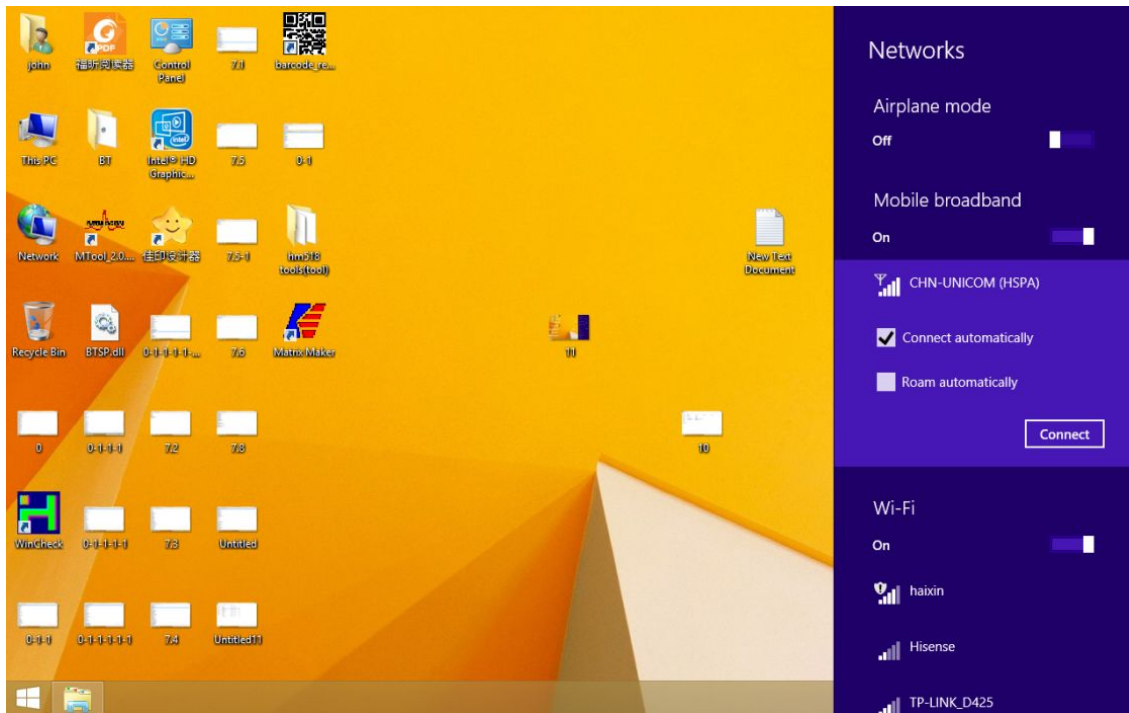 john
福昕阅读器
Control
Panel
7.1
barcode_re...
This PC
BT
Intel® HD
Graphic...
7.5
0-1
Network
MTool_2.0....
佳印设计器
7.5-1
hm518
tools(tool)
New Text
Document
Recycle Bin
BTSP.dll
0-1-1-1-1-...
7.6
Matrix Maker
11
0
0-1-1-1
7.2
7.8
10
WinCheck
0-1-1-1-1
7.3
Untitled
0-1-1
0-1-1-1-1-1
7.4
Untitled11
Networks
Airplane mode
Off
Mobile broadband
On
CHN-UNICOM (HSPA)
Connect automatically
Roam automatically
Connect
Wi-Fi
On
haixin
Hisense
TP-LINK_D425